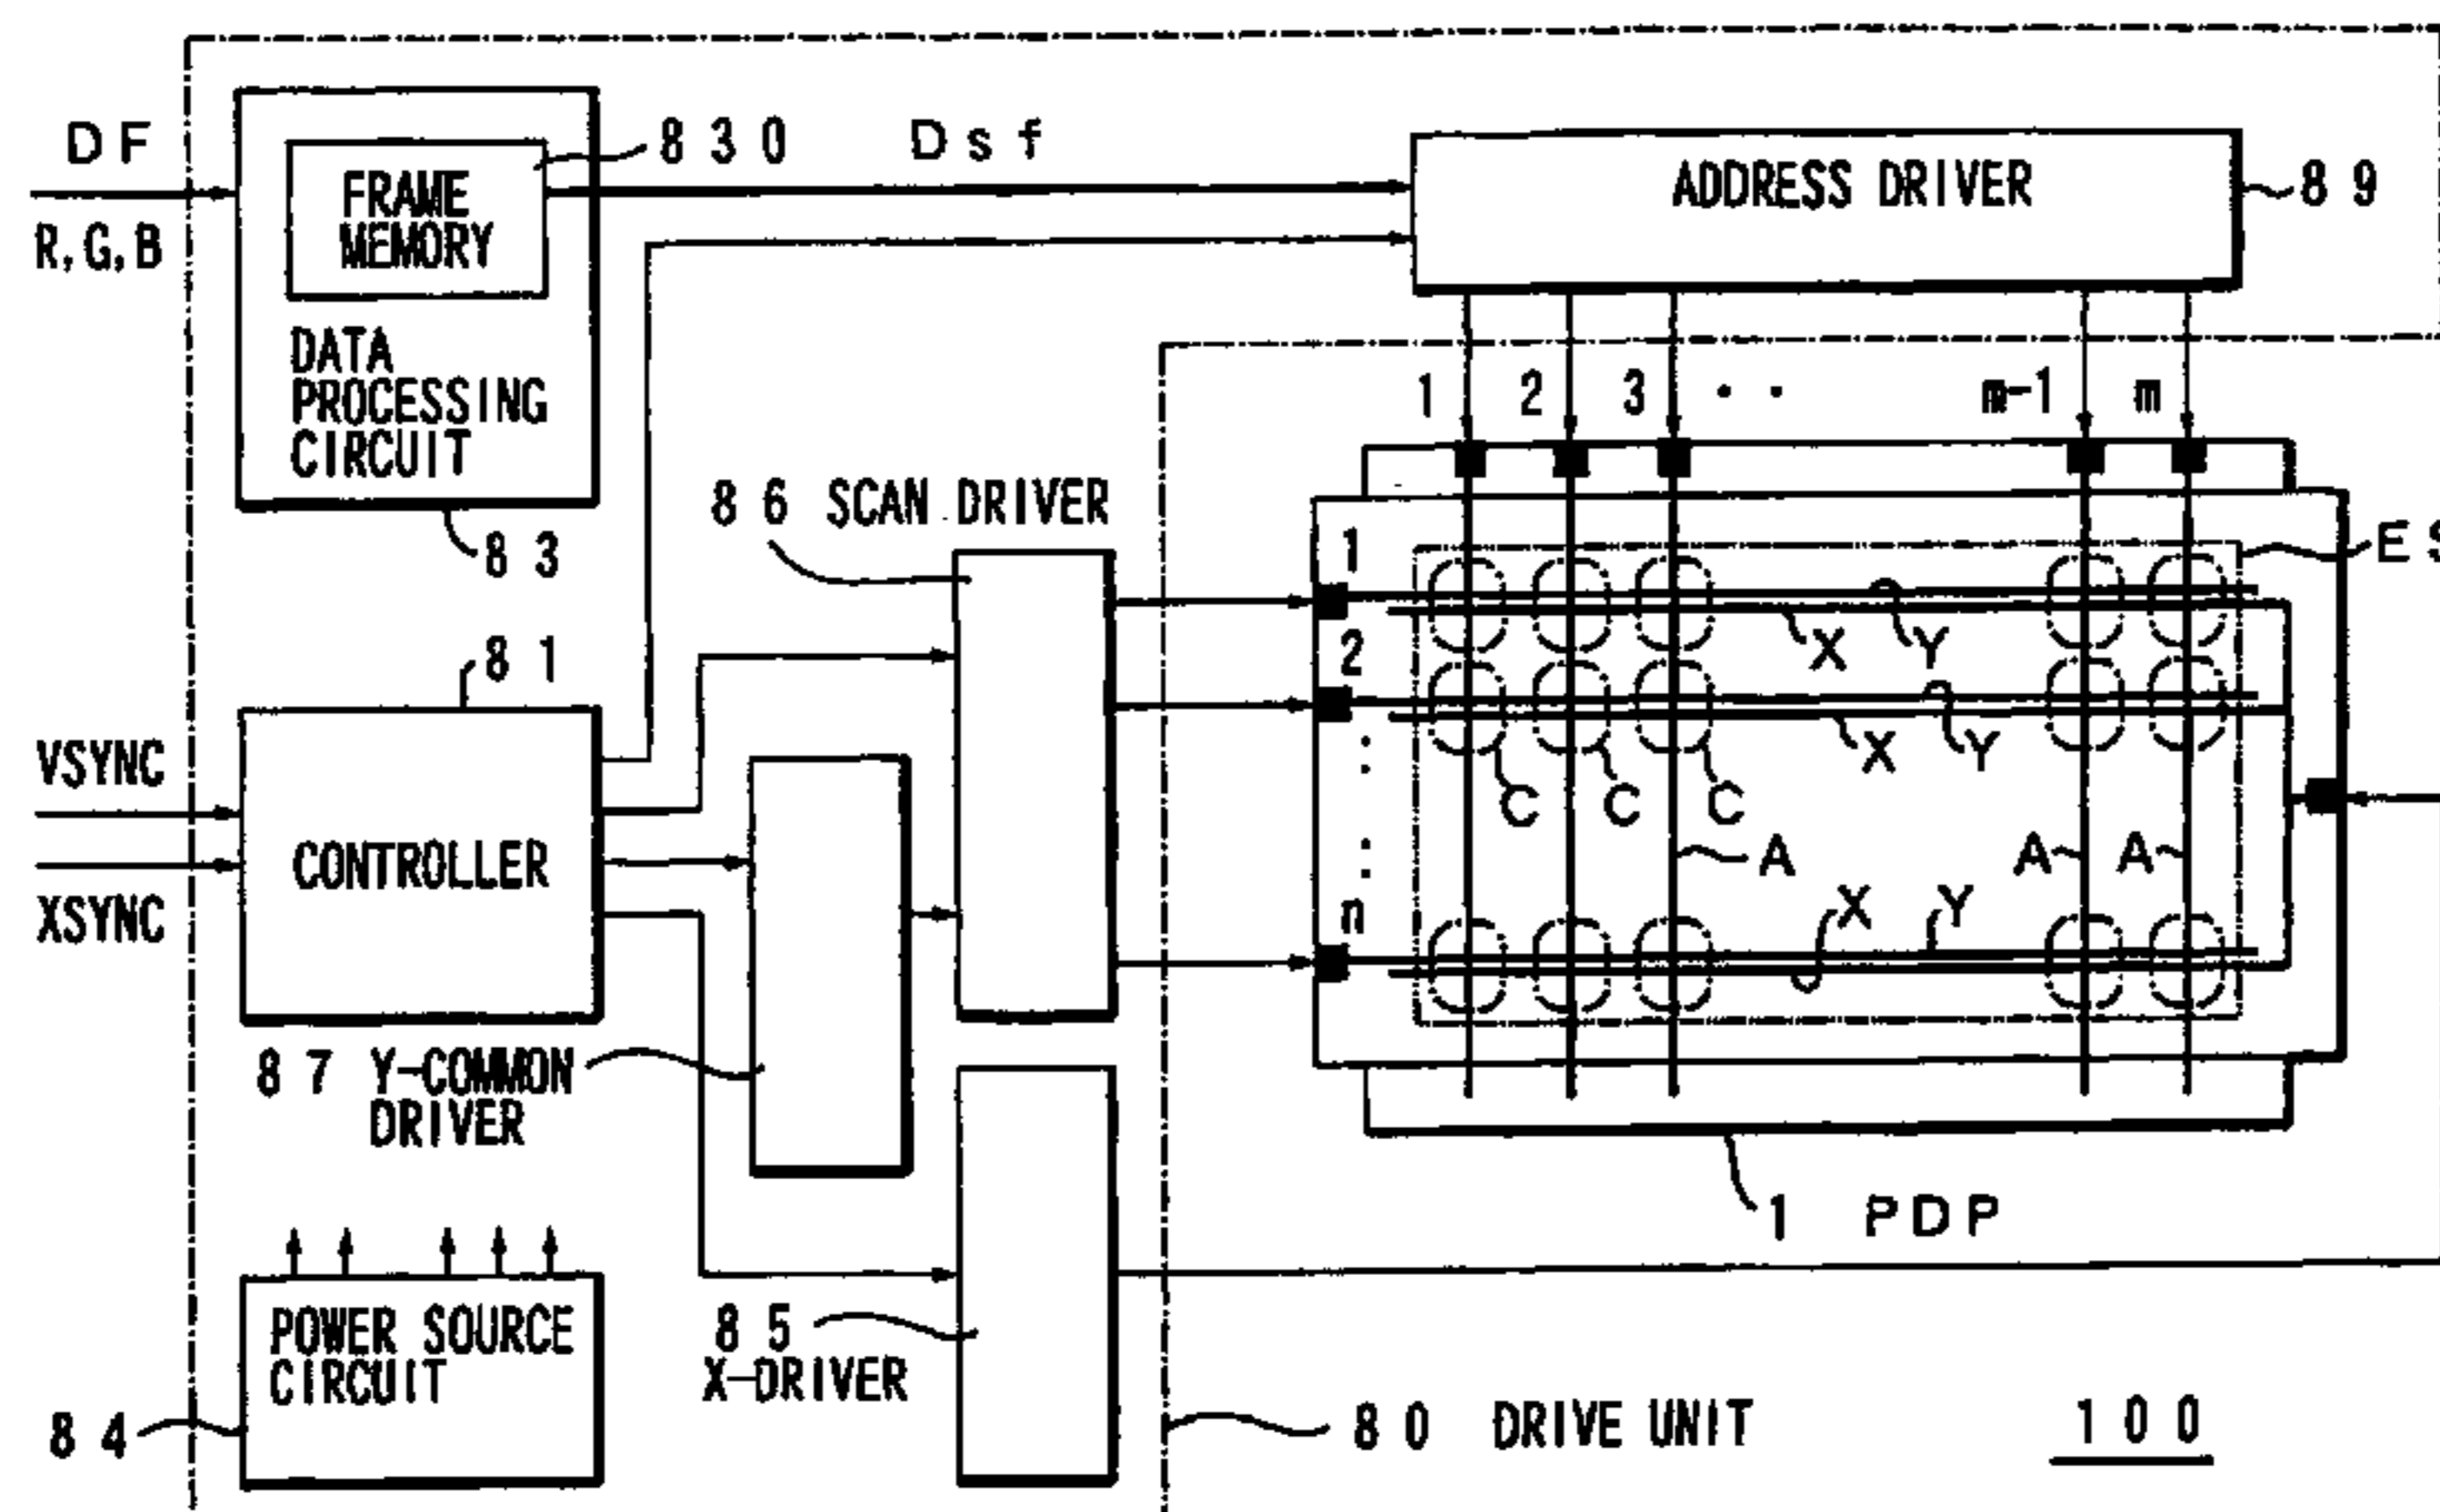 DF
R, G, B
FRAME
MEMORY
830
Dsf
DATA
PROCESSING
CIRCUIT
83
ADDRESS DRIVER
89
1 2 3 ・・ m-1 m
86 SCAN DRIVER
81
VSYNC
XSYNC
CONTROLLER
87 Y-COMMON
DRIVER
POWER SOURCE
CIRCUIT
84
85
X-DRIVER
1
ES
X Y
2
X Y
C C C
A A A
n
X Y
1 PDP
80 DRIVE UNIT
100